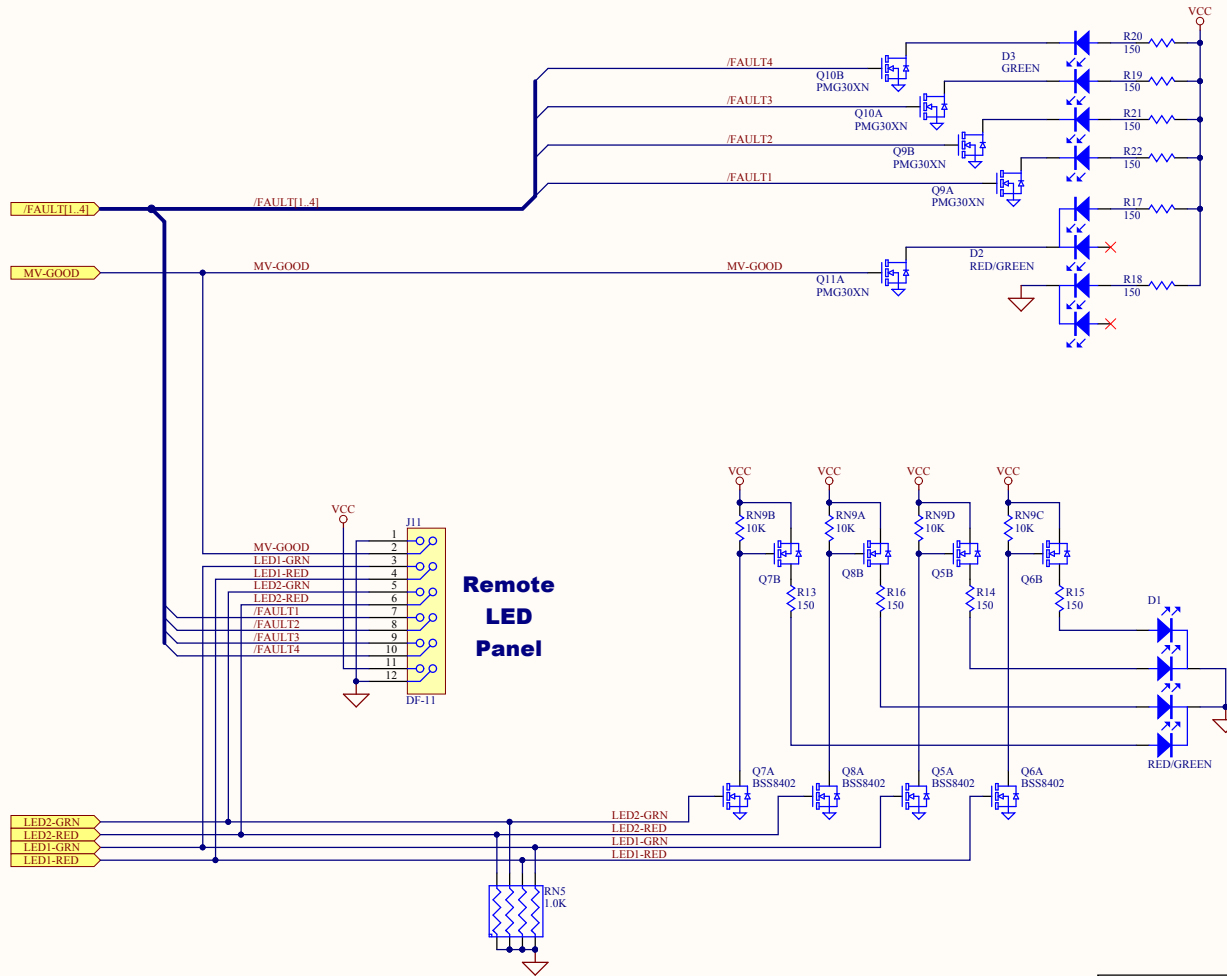 VCC
R20
150
D3
GREEN
/FAULT4
Q10B
PMG30XN
R19
150
/FAULT3
Q10A
PMG30XN
R21
150
/FAULT2
Q9B
PMG30XN
R22
150
/FAULT1
Q9A
PMG30XN
/FAULT[1..4]
/FAULT[1..4]
R17
150
D2
RED/GREEN
MV-GOOD
MV-GOOD
MV-GOOD
Q11A
PMG30XN
R18
150
VCC
VCC
VCC
VCC
RN9B
10K
RN9A
10K
RN9D
10K
RN9C
10K
Q7B
Q8B
Q5B
Q6B
R13
150
R16
150
R14
150
R15
150
D1
RED/GREEN
VCC
J11
MV-GOOD
LED1-GRN
LED1-RED
LED2-GRN
LED2-RED
/FAULT1
/FAULT2
/FAULT3
/FAULT4
1
2
3
4
5
6
7
8
9
10
11
12
DF-11
Remote
LED
Panel
Q7A
BSS8402
Q8A
BSS8402
Q5A
BSS8402
Q6A
BSS8402
LED2-GRN
LED2-RED
LED1-GRN
LED1-RED
LED2-GRN
LED2-RED
LED1-GRN
LED1-RED
RN5
1.0K